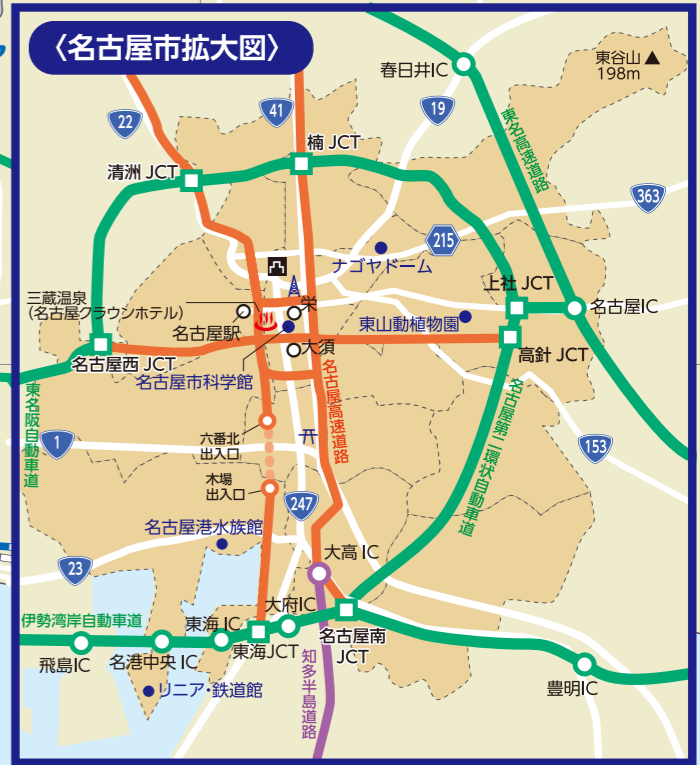 〈名古屋市拡大図〉
東谷山▲
198m
春日井IC
22
41
19
東名高速道路
楠 JCT
清洲 JCT
363
215
ナゴヤドーム
上社 JCT
三蔵温泉
(名古屋クラウンホテル)
栄
名古屋IC
名古屋駅
東山動植物園
大須
高針 JCT
名古屋西 JCT
名古屋市科学館
名古屋高速道路
東名阪自動車道
名古屋第二環状自動車道
1
六番北
出入口
153
木場
出入口
247
名古屋港水族館
大高 IC
23
大府IC
伊勢湾岸自動車道
東海 IC
東海JCT
名古屋南
JCT
飛島IC
名港中央 IC
知多半島道路
リニア・鉄道館
豊明IC